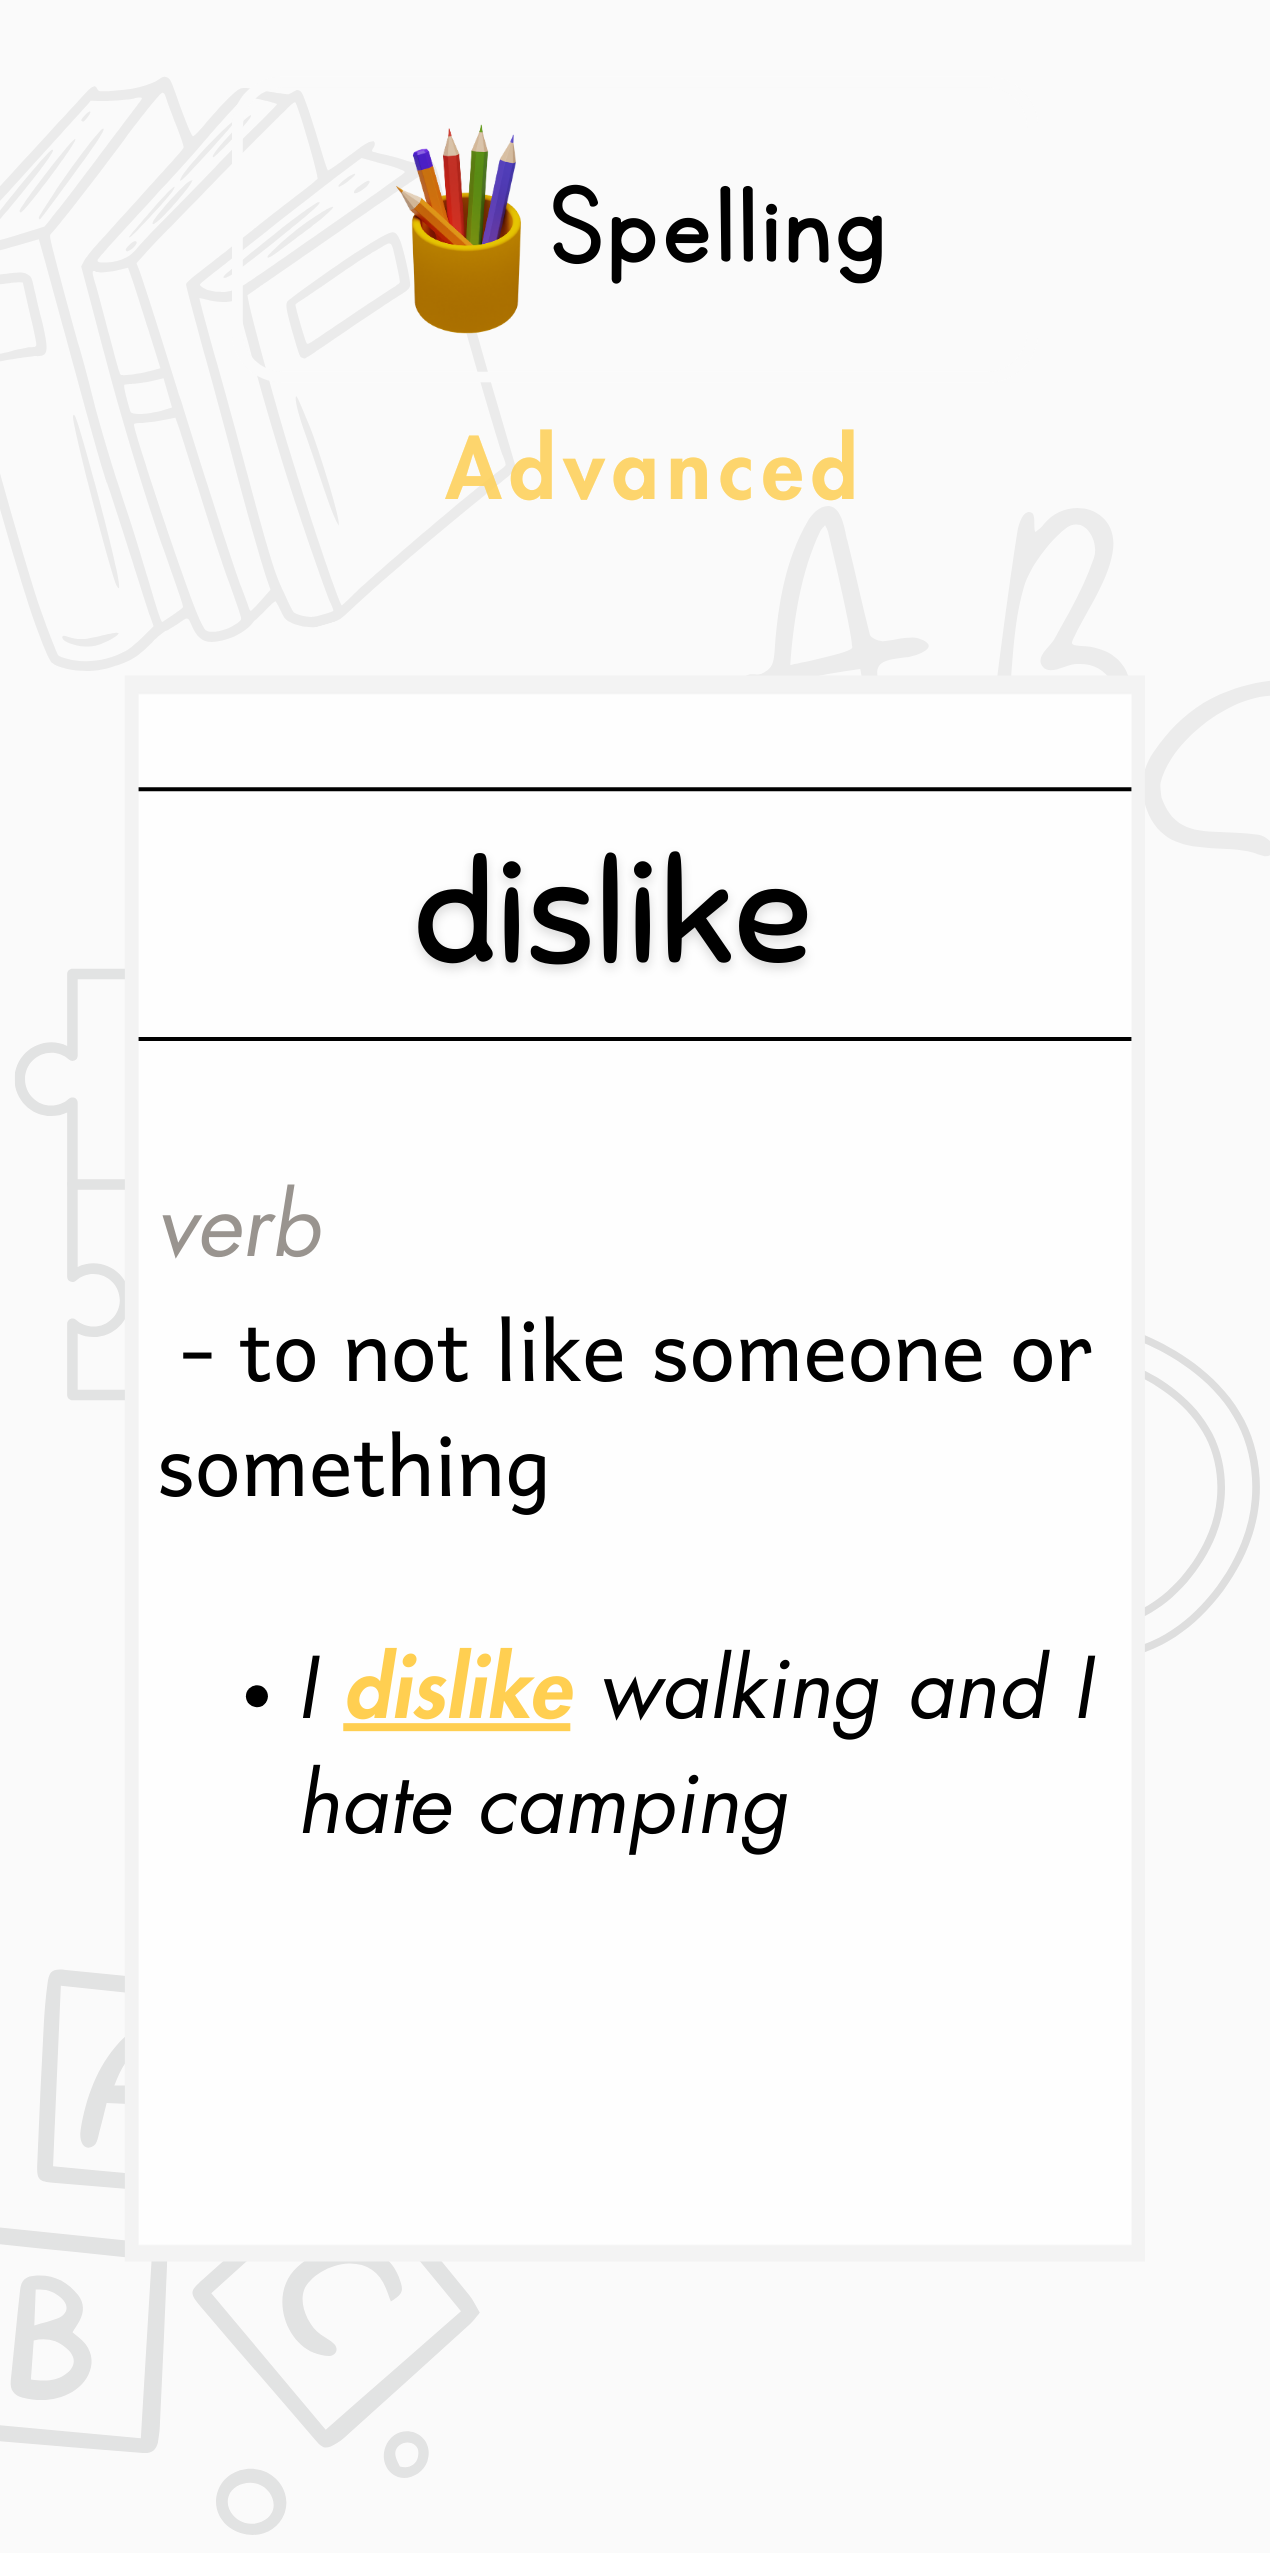 Spelling
Advanced
A B
dislike
verb
- to not like someone or
something
• I dislike walking and I
hate camping
A
B
C